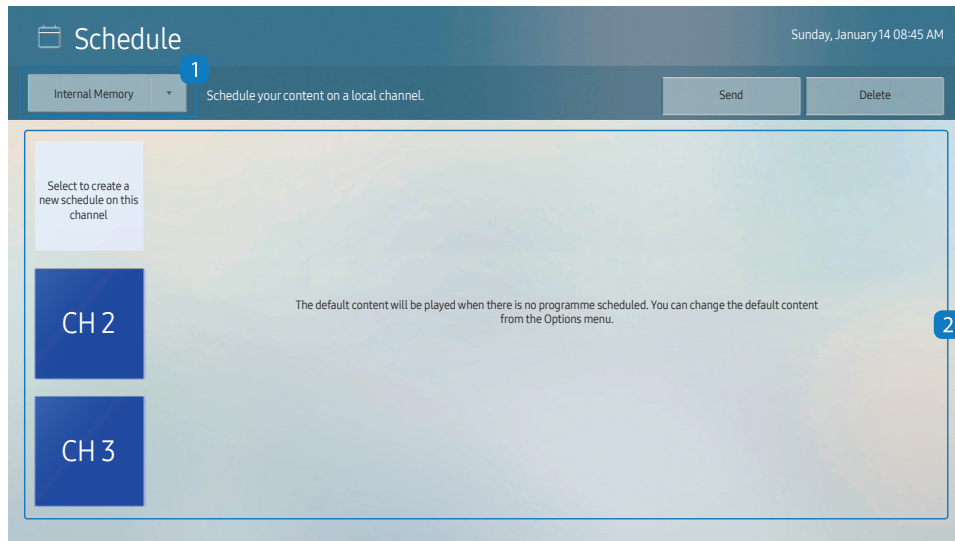 Schedule
Sunday, January 14 08:45 AM
1
Internal Memory
Schedule your content on a local channel.
Send
Delete
Select to create a
new schedule on this
channel
CH 2
The default content will be played when there is no programme scheduled. You can change the default content
from the Options menu.
2
CH 3